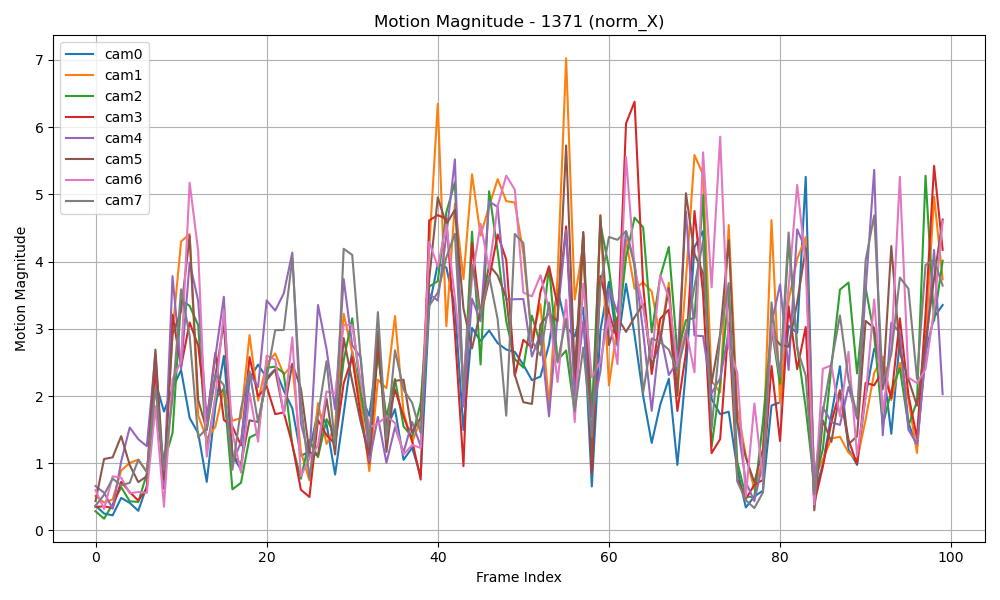 Motion Magnitude - 1371 (norm_X)
cam0
cam1
cam2
cam3
cam4
cam5
cam6
cam7
Motion Magnitude
7
6
5
4
3
2
1
0
0 20 40 60 80 100
Frame Index